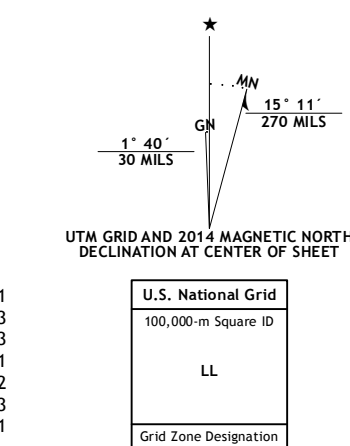 ★
MN
15° 11´
270 MILS
GN
1° 40´
30 MILS
UTM GRID AND 2014 MAGNETIC NORTH
DECLINATION AT CENTER OF SHEET
1
3
3
1
2
3
1
U.S. National Grid
100,000-m Square ID
LL
Grid Zone Designation